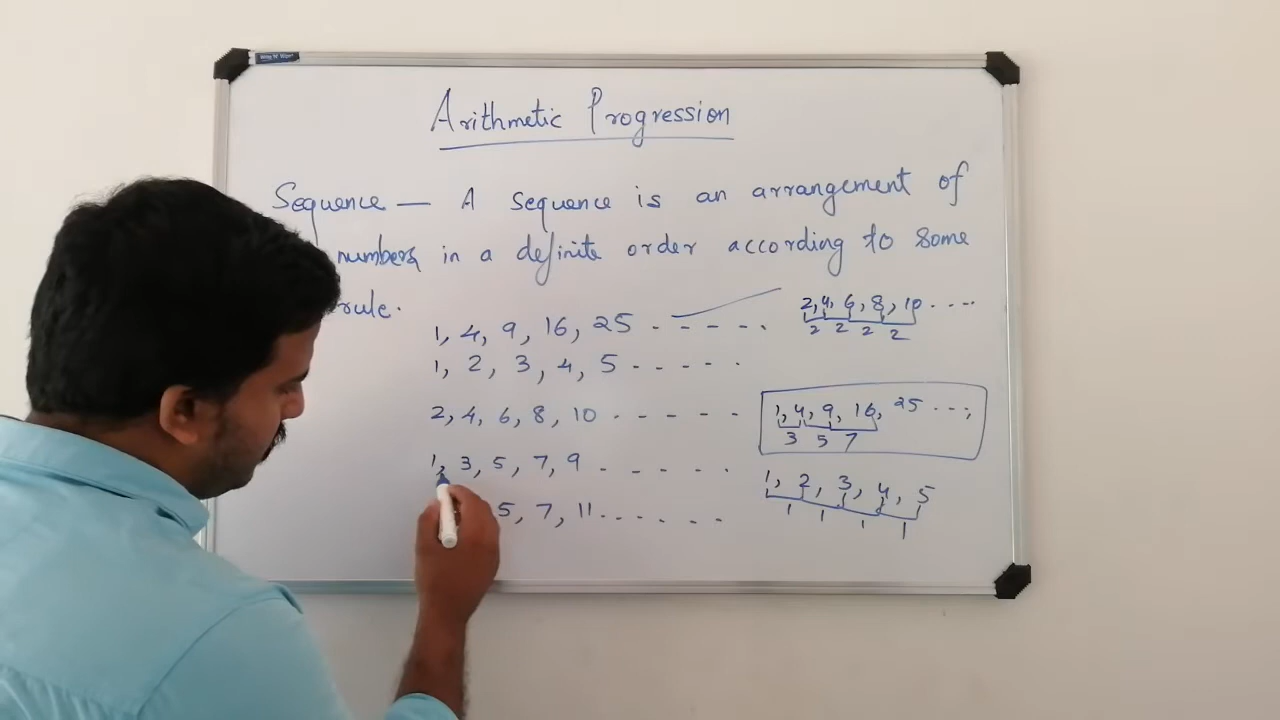 Arithmetic Progression
Sequence — A sequence is an arrangement of
numbers in a definite order according to some
rule.
1, 4, 9, 16, 25 - - - - -
1, 2, 3, 4, 5 - - - - -
2, 4, 6, 8, 10 - - - - -
1, 3, 5, 7, 9 - - - - -
5, 7, 11 - - - - - -
2, 4, 6, 8, 10 - - - -
2 2 2 2
1, 4, 9, 16, 25 - - -,
3 5 7
1, 2, 3, 4, 5
1 1 1 1